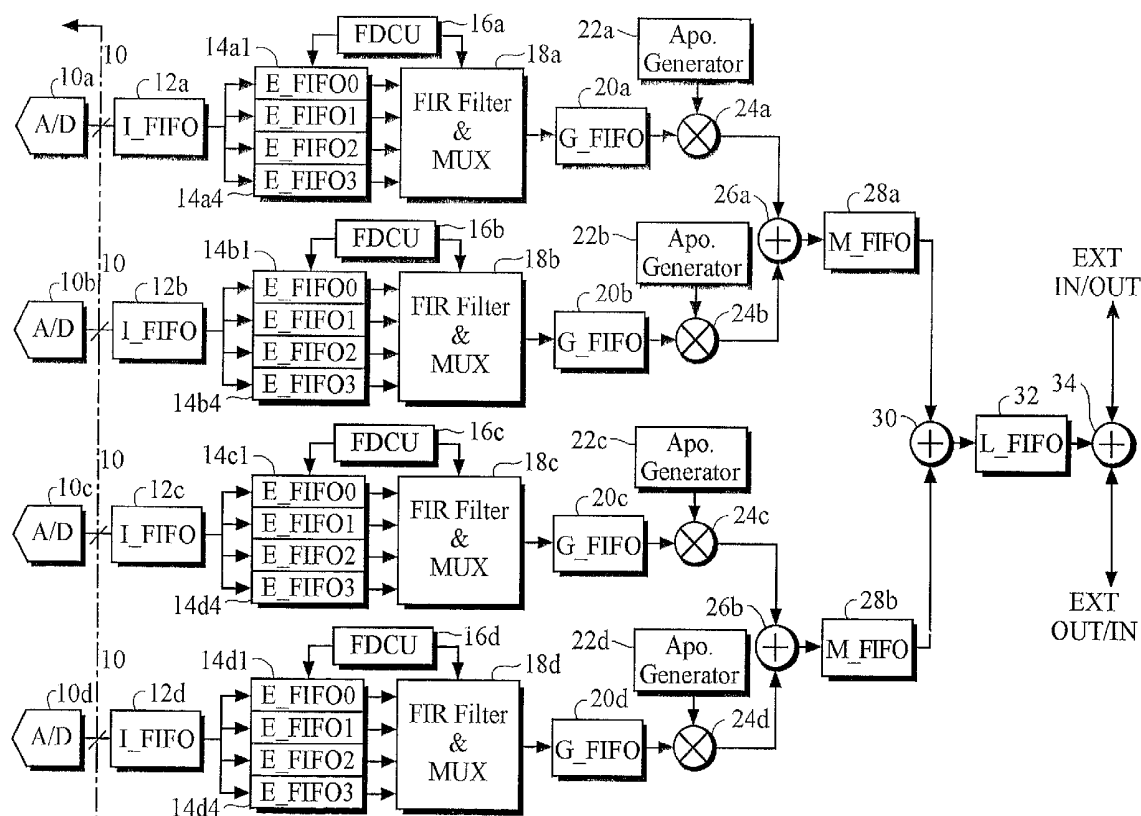 10
10a
A/D
12a
I_FIFO
14a1
E_FIFO0
E_FIFO1
E_FIFO2
E_FIFO3
14a4
FDCU
16a
18a
FIR Filter
&
MUX
20a
G_FIFO
22a
Apo.
Generator
24a
10
10b
A/D
12b
I_FIFO
14b1
E_FIFO0
E_FIFO1
E_FIFO2
E_FIFO3
14b4
FDCU
16b
18b
FIR Filter
&
MUX
20b
G_FIFO
22b
Apo.
Generator
24b
26a
28a
M_FIFO
10
10c
A/D
12c
I_FIFO
14c1
E_FIFO0
E_FIFO1
E_FIFO2
E_FIFO3
14d4
FDCU
16c
18c
FIR Filter
&
MUX
20c
G_FIFO
22c
Apo.
Generator
24c
10
10d
A/D
12d
I_FIFO
14d1
E_FIFO0
E_FIFO1
E_FIFO2
E_FIFO3
14d4
FDCU
16d
18d
FIR Filter
&
MUX
20d
G_FIFO
22d
Apo.
Generator
24d
26b
28b
M_FIFO
30
32
L_FIFO
34
EXT
IN/OUT
EXT
OUT/IN